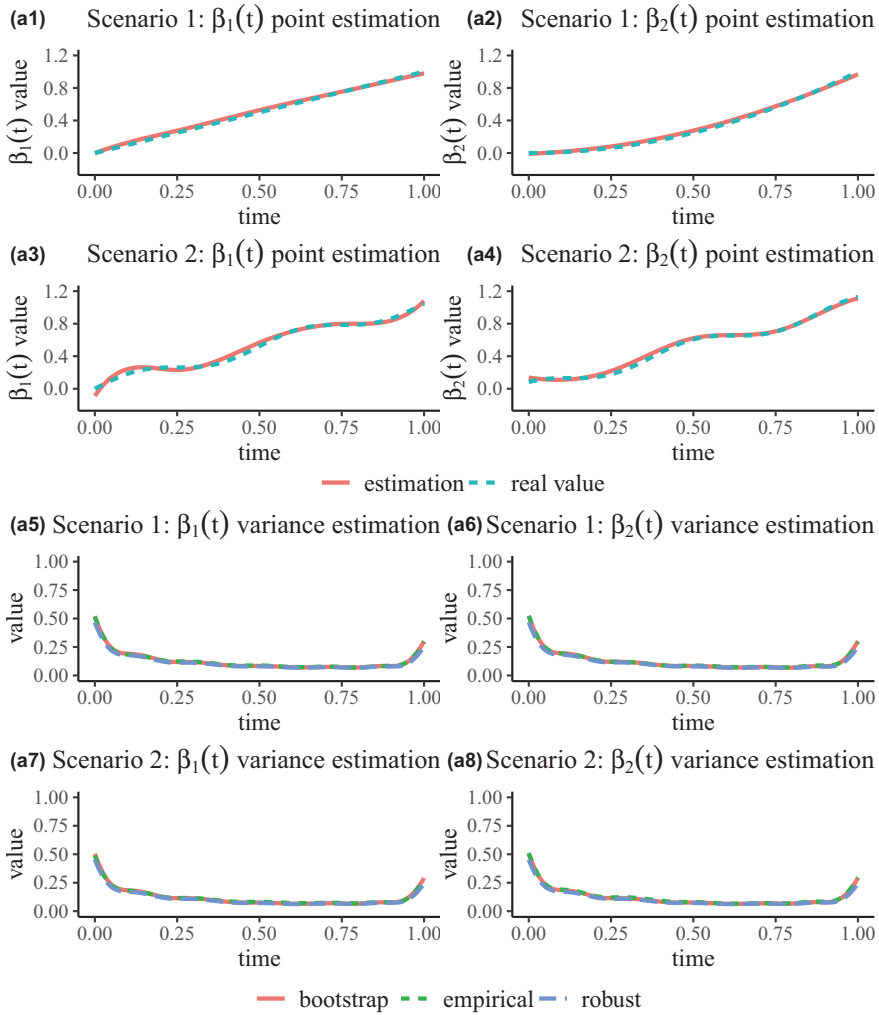 (a1) Scenario 1: β₁(t) point estimation
(a2) Scenario 1: β₂(t) point estimation
β₁(t) value
1.2
0.8
0.4
0.0
0.00 0.25 0.50 0.75 1.00
time
β₂(t) value
1.2
0.8
0.4
0.0
0.00 0.25 0.50 0.75 1.00
time
(a3) Scenario 2: β₁(t) point estimation
(a4) Scenario 2: β₂(t) point estimation
β₁(t) value
1.2
0.8
0.4
0.0
0.00 0.25 0.50 0.75 1.00
time
β₂(t) value
1.2
0.8
0.4
0.0
0.00 0.25 0.50 0.75 1.00
time
estimation real value
(a5) Scenario 1: β₁(t) variance estimation
(a6) Scenario 1: β₂(t) variance estimation
value
1.00
0.75
0.50
0.25
0.00
0.00 0.25 0.50 0.75 1.00
time
value
1.00
0.75
0.50
0.25
0.00
0.00 0.25 0.50 0.75 1.00
time
(a7) Scenario 2: β₁(t) variance estimation
(a8) Scenario 2: β₂(t) variance estimation
value
1.00
0.75
0.50
0.25
0.00
0.00 0.25 0.50 0.75 1.00
time
value
1.00
0.75
0.50
0.25
0.00
0.00 0.25 0.50 0.75 1.00
time
bootstrap empirical robust